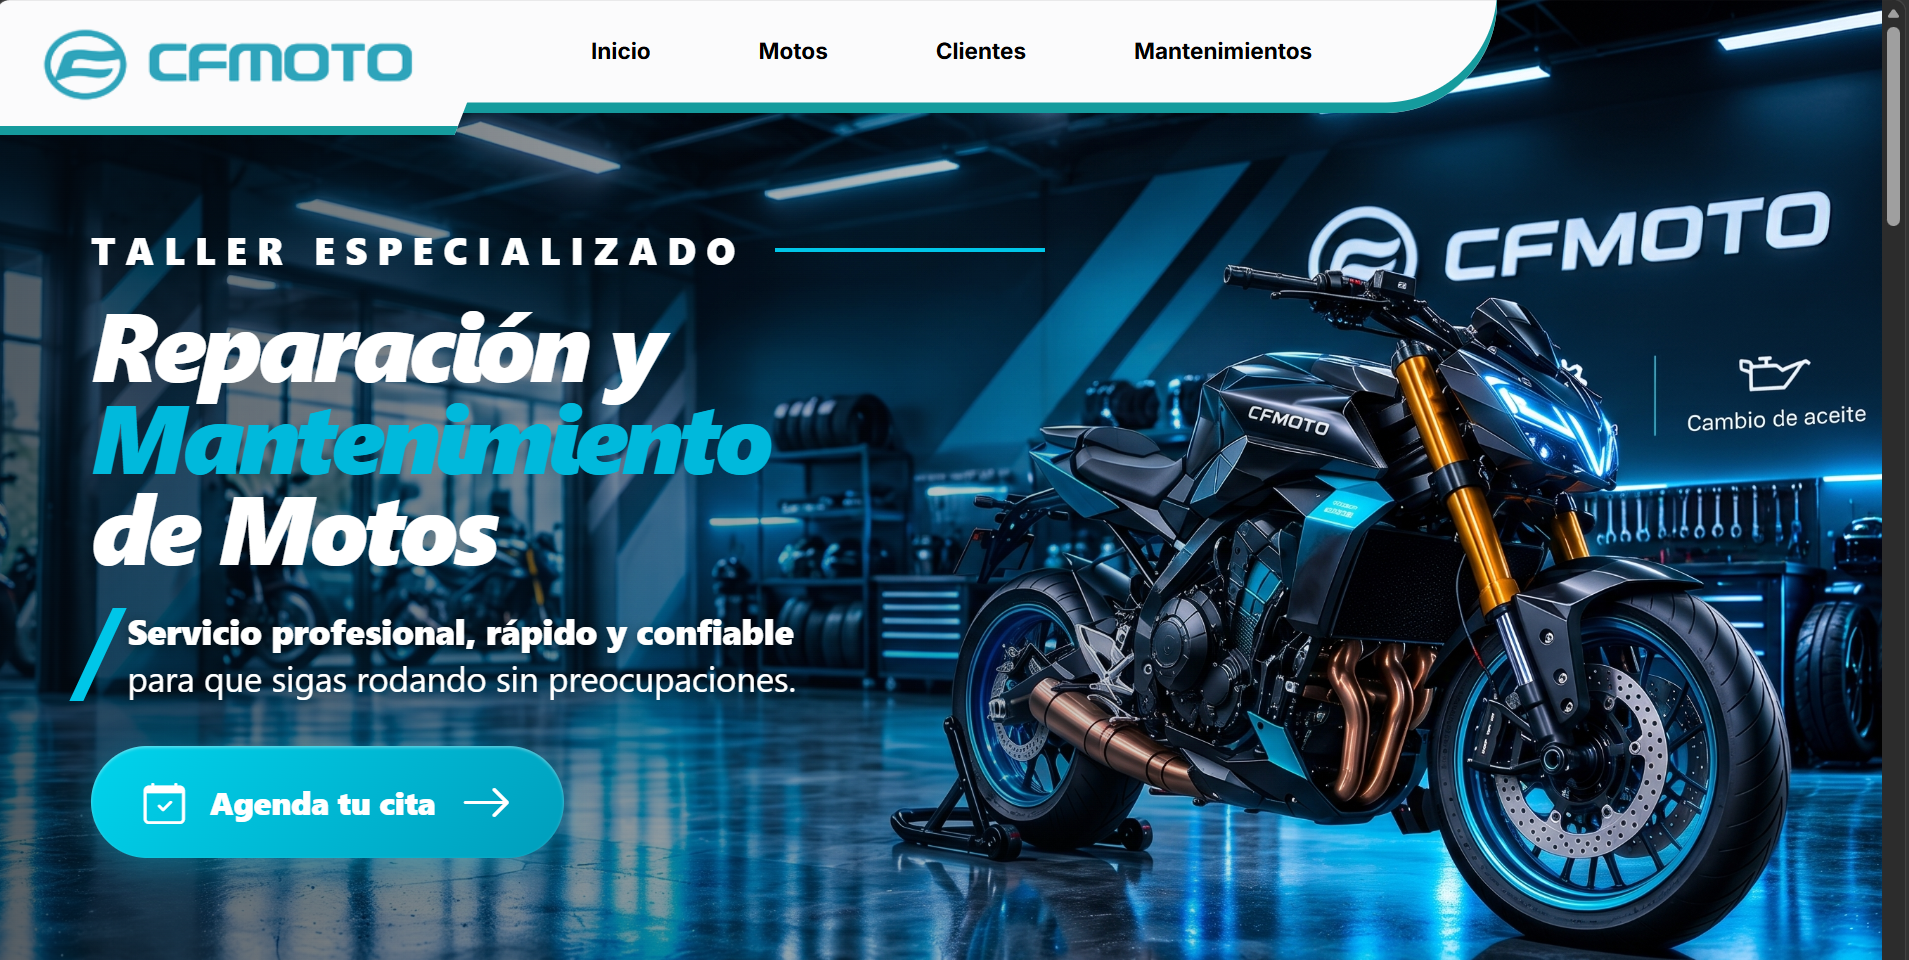 CFMOTO
Inicio
Motos
Clientes
Mantenimientos
CFMOTO
TALLER ESPECIALIZADO
Reparación y
Mantenimiento
de Motos
Cambio de aceite
CFMOTO
Servicio profesional, rápido y confiable
para que sigas rodando sin preocupaciones.
Agenda tu cita